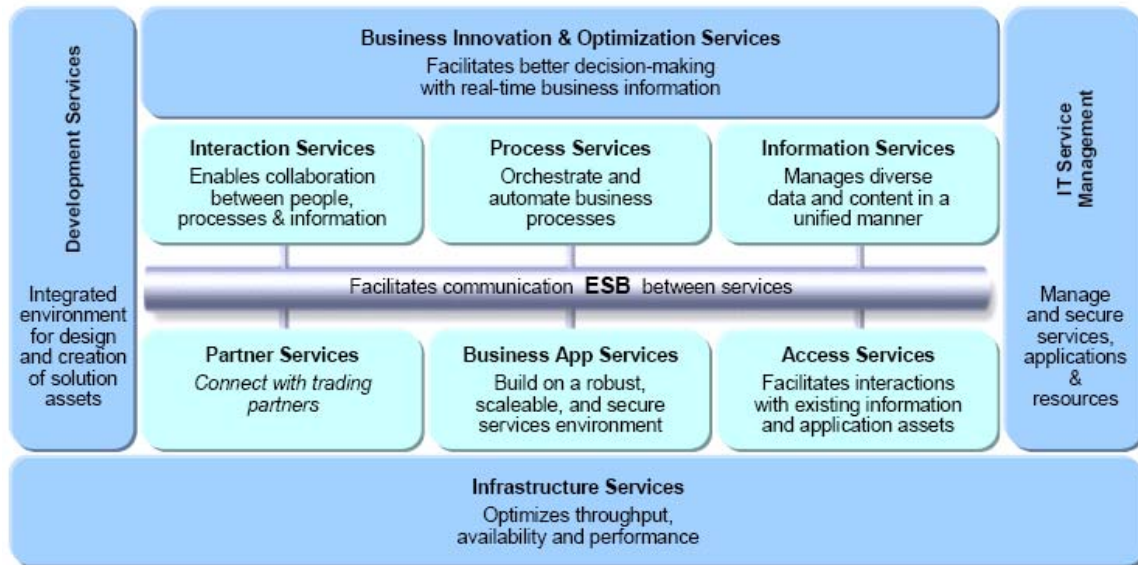 Development Services
Integrated
environment
for design
and creation
of solution
assets
Business Innovation & Optimization Services
Facilitates better decision-making
with real-time business information
Interaction Services
Enables collaboration
between people,
processes & information
Process Services
Orchestrate and
automate business
processes
Information Services
Manages diverse
data and content in a
unified manner
Facilitates communication ESB between services
Partner Services
Connect with trading
partners
Business App Services
Build on a robust,
scaleable, and secure
services environment
Access Services
Facilitates interactions
with existing information
and application assets
IT Service
Management
Manage
and secure
services,
applications
&
resources
Infrastructure Services
Optimizes throughput,
availability and performance